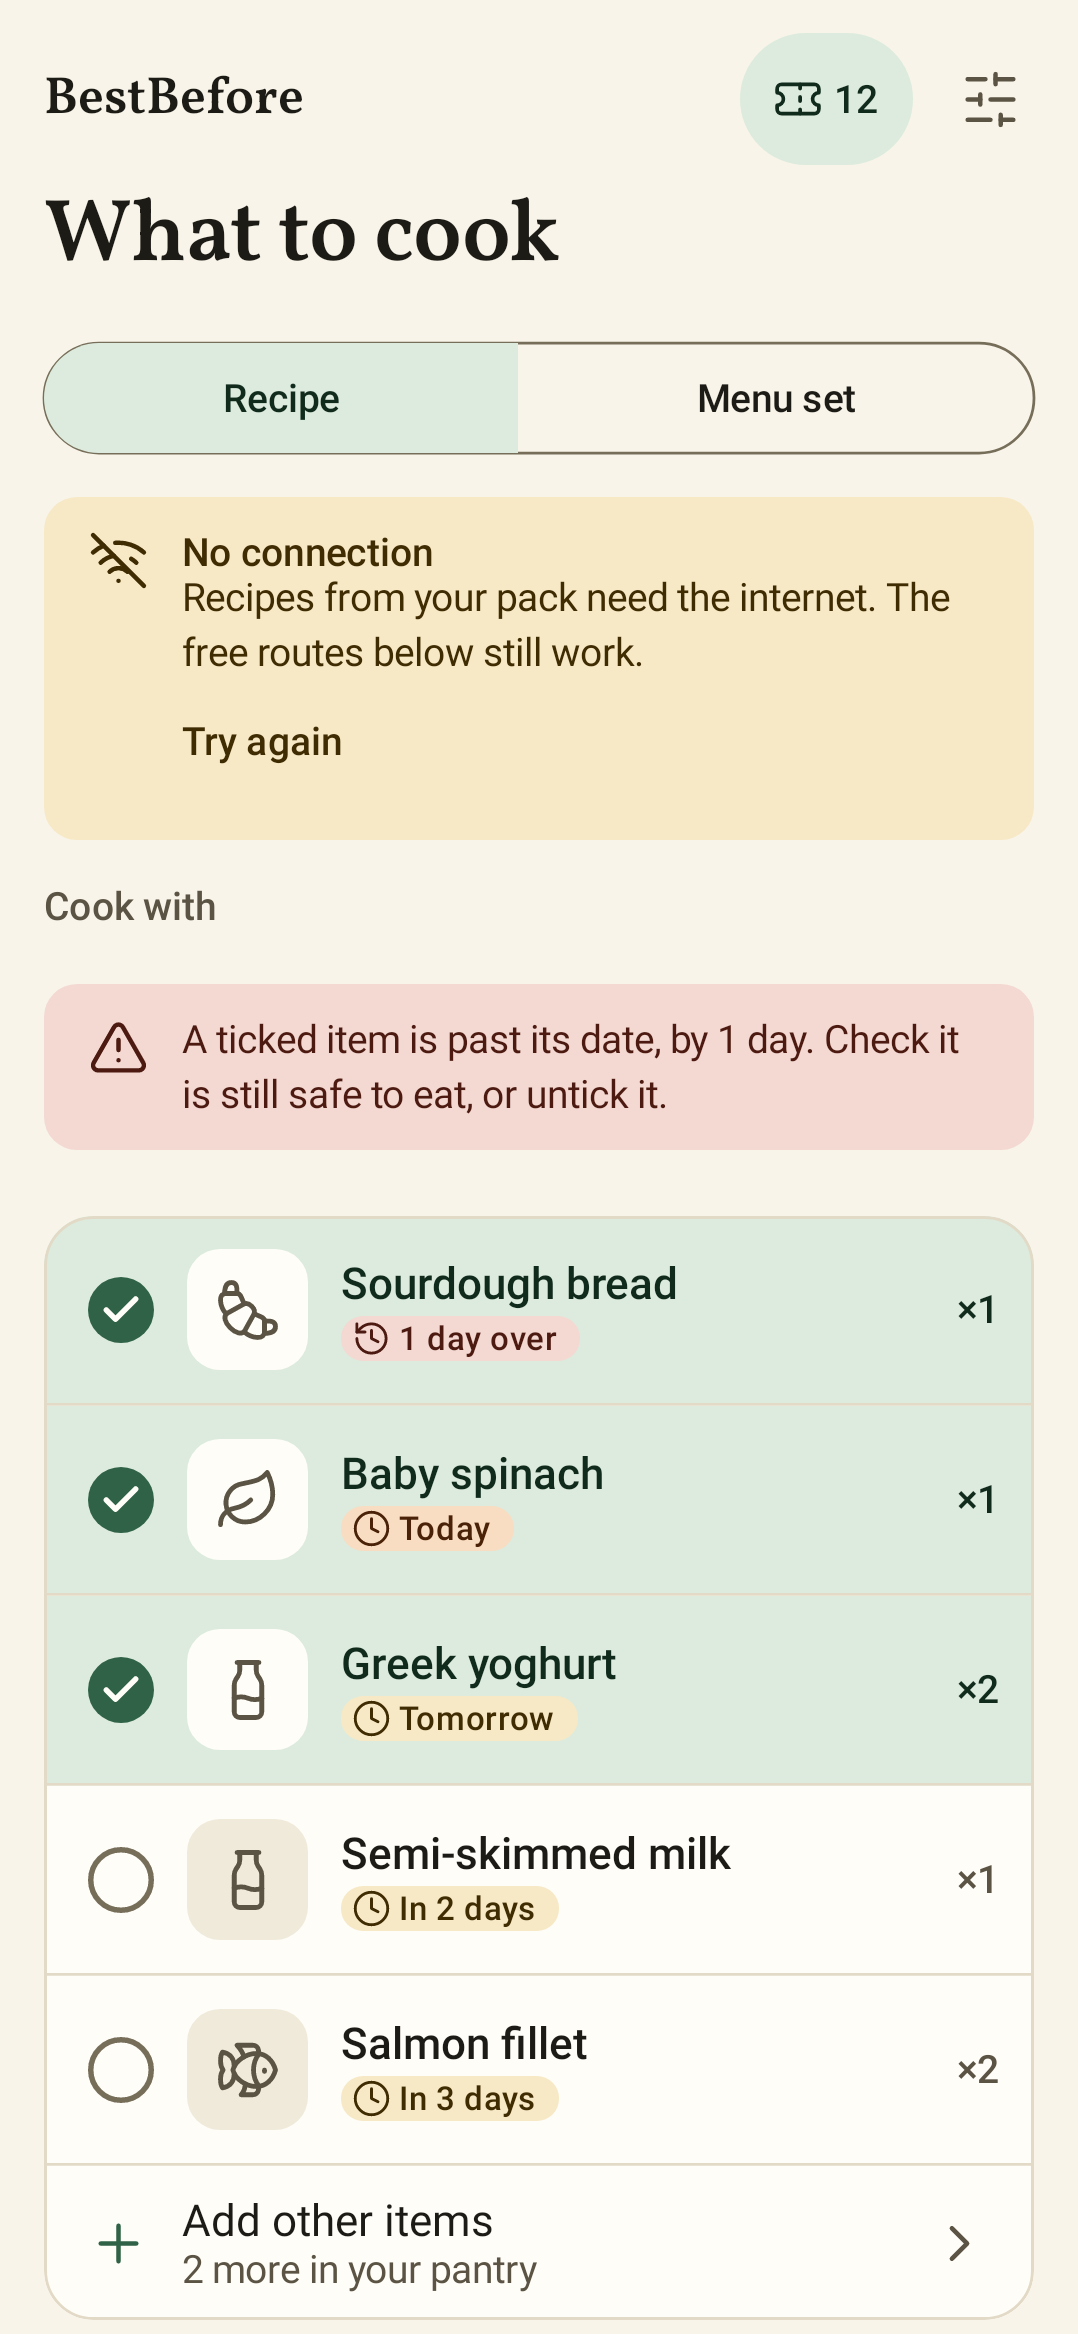 BestBefore
12
What to cook
Recipe
Menu set
No connection
Recipes from your pack need the internet. The
free routes below still work.
Try again
Cook with
A ticked item is past its date, by 1 day. Check it
is still safe to eat, or untick it.
Sourdough bread
1 day over
×1
Baby spinach
Today
×1
Greek yoghurt
Tomorrow
×2
Semi-skimmed milk
In 2 days
×1
Salmon fillet
In 3 days
×2
Add other items
2 more in your pantry